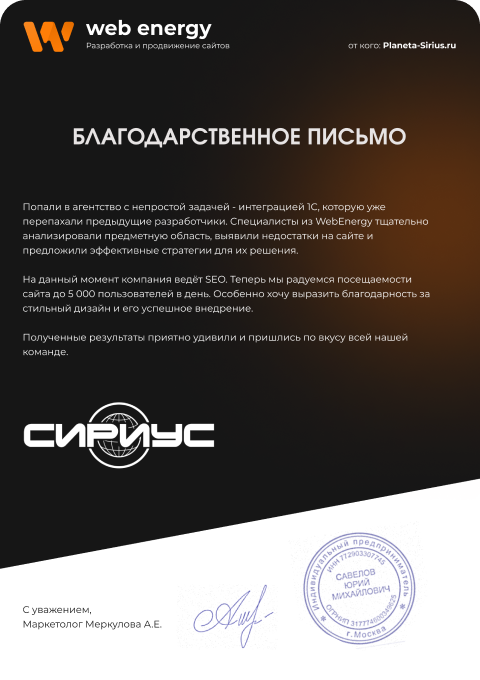 web energy
Разработка и продвижение сайтов
от кого: Planeta-Sirius.ru
БЛАГОДАРСТВЕННОЕ ПИСЬМО
Попали в агентство с непростой задачей - интеграцией 1С, которую уже
перепахали предыдущие разработчики. Специалисты из WebEnergy тщательно
анализировали предметную область, выявили недостатки на сайте и
предложили эффективные стратегии для их решения.
На данный момент компания ведёт SEO. Теперь мы радуемся посещаемости
сайта до 5 000 пользователей в день. Особенно хочу выразить благодарность за
стильный дизайн и его успешное внедрение.
Полученные результаты приятно удивили и пришлись по вкусу всей нашей
команде.
СИРИУС
Индивидуальный предприниматель
ИНН 772903307745
САВЕЛОВ
ЮРИЙ
МИХАЙЛОВИЧ
ОГРНИП
г.Москва
С уважением,
Маркетолог Меркулова А.Е.